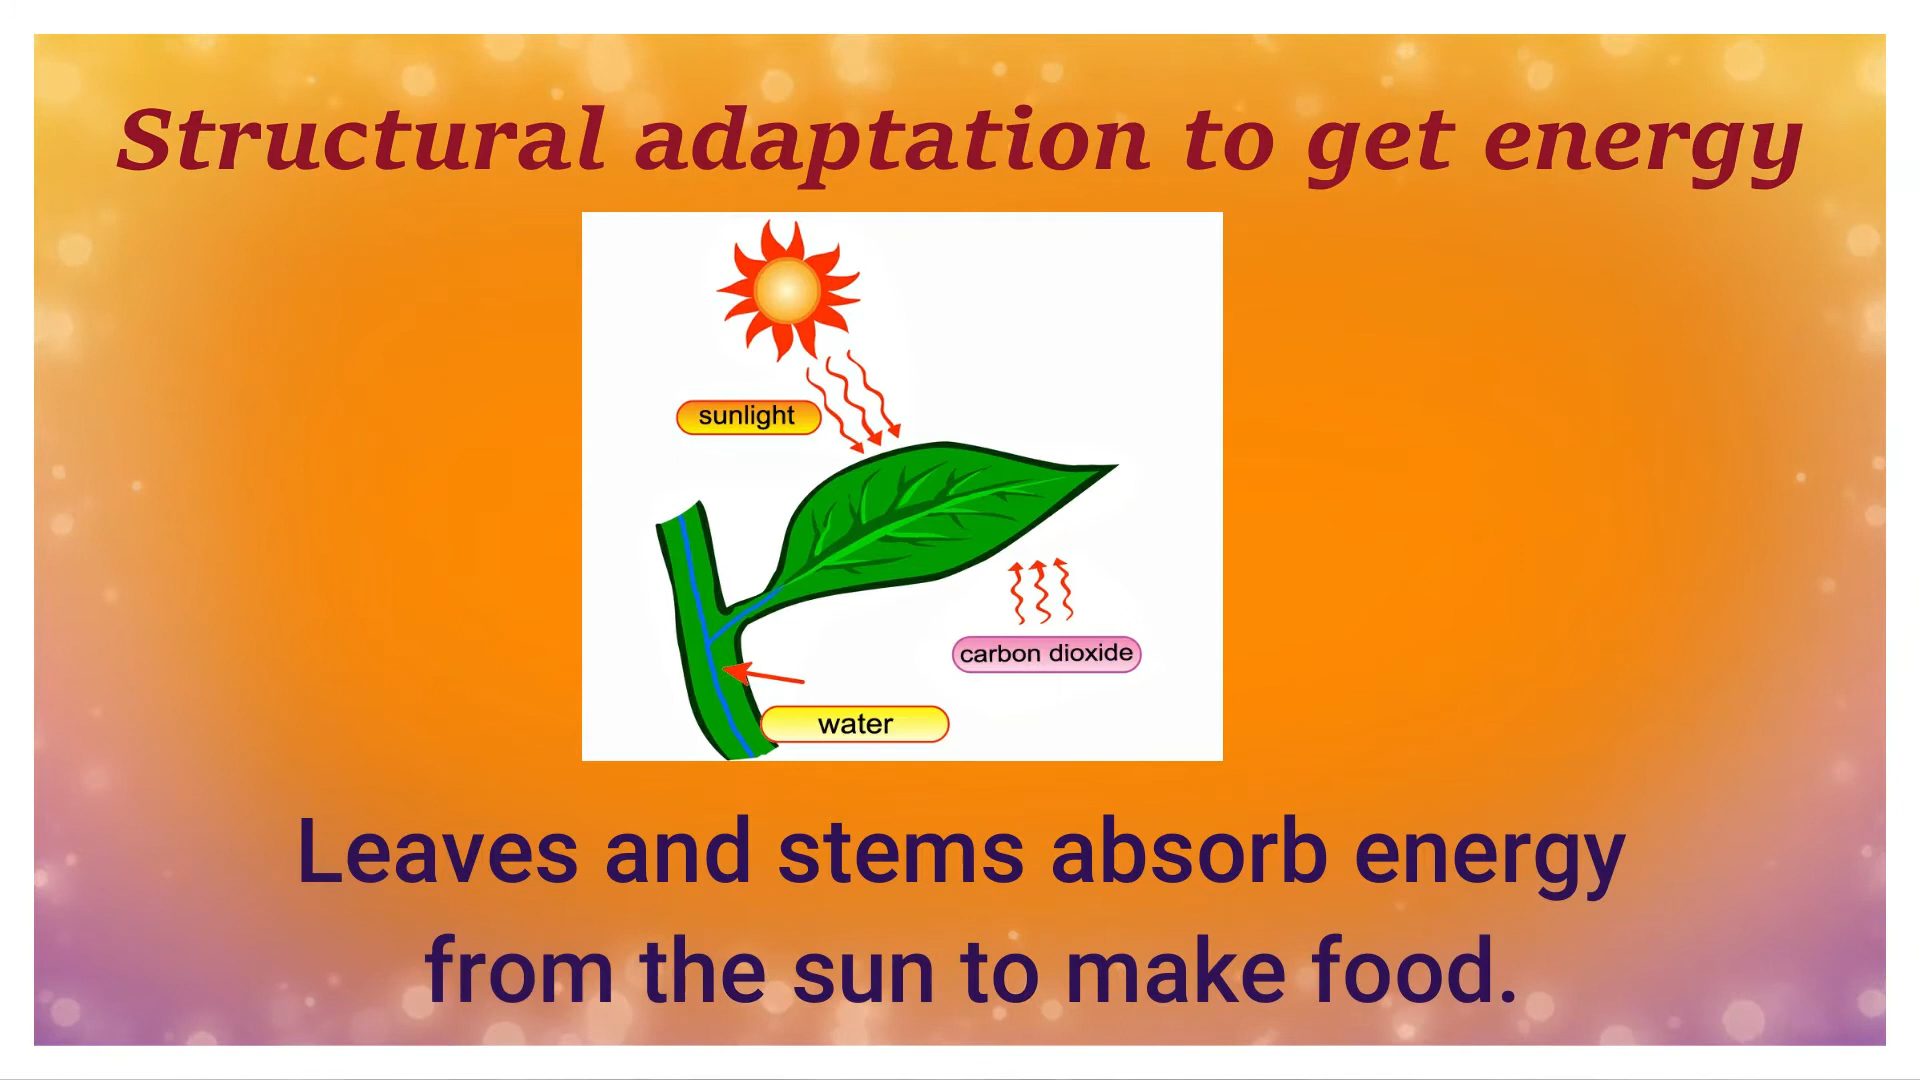 Structural adaptation to get energy
sunlight
carbon dioxide
water
Leaves and stems absorb energy
from the sun to make food.